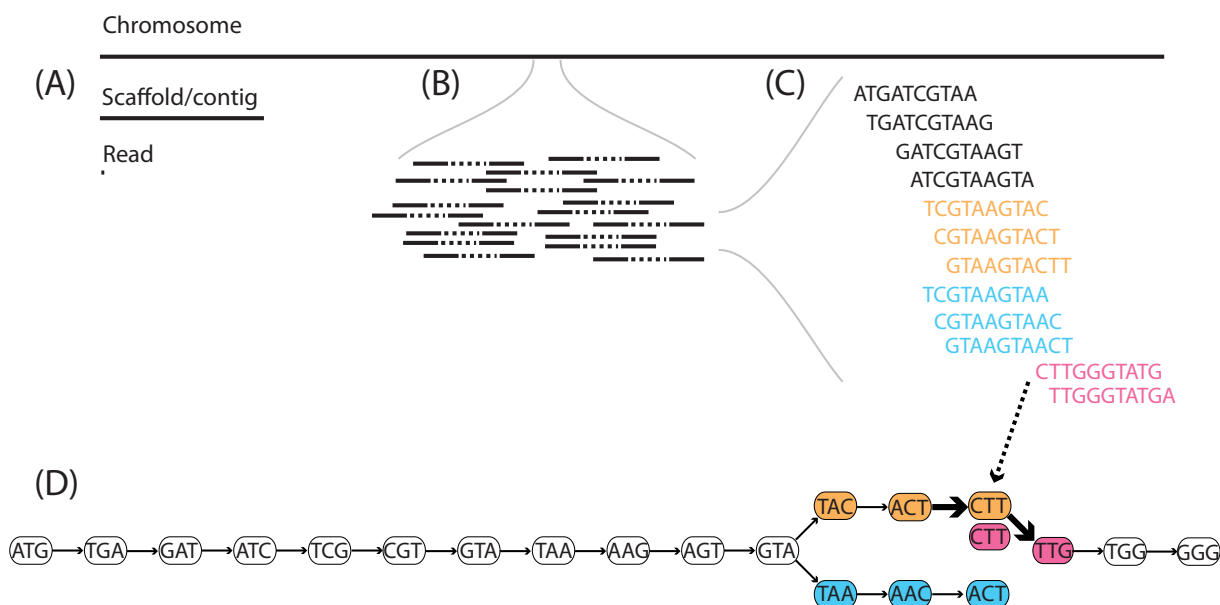 Chromosome
(A)
(B)
(C)
Scaffold/contig
Read
ATGATCGTAA
TGATCGTAAG
GATCGTAAGT
ATCGTAAGTA
TCGTAAGTAC
CGTAAGTACT
GTAAGTACTT
TCGTAAGTAA
CGTAAGTAAC
GTAAGTAACT
CTTGGGTATG
TTGGGTATGA
(D)
TAC ACT CTT
ATG TGA GAT ATC TCG CGT GTA TAA AAG AGT GTA CTT TTG TGG GGG
TAA AAC ACT